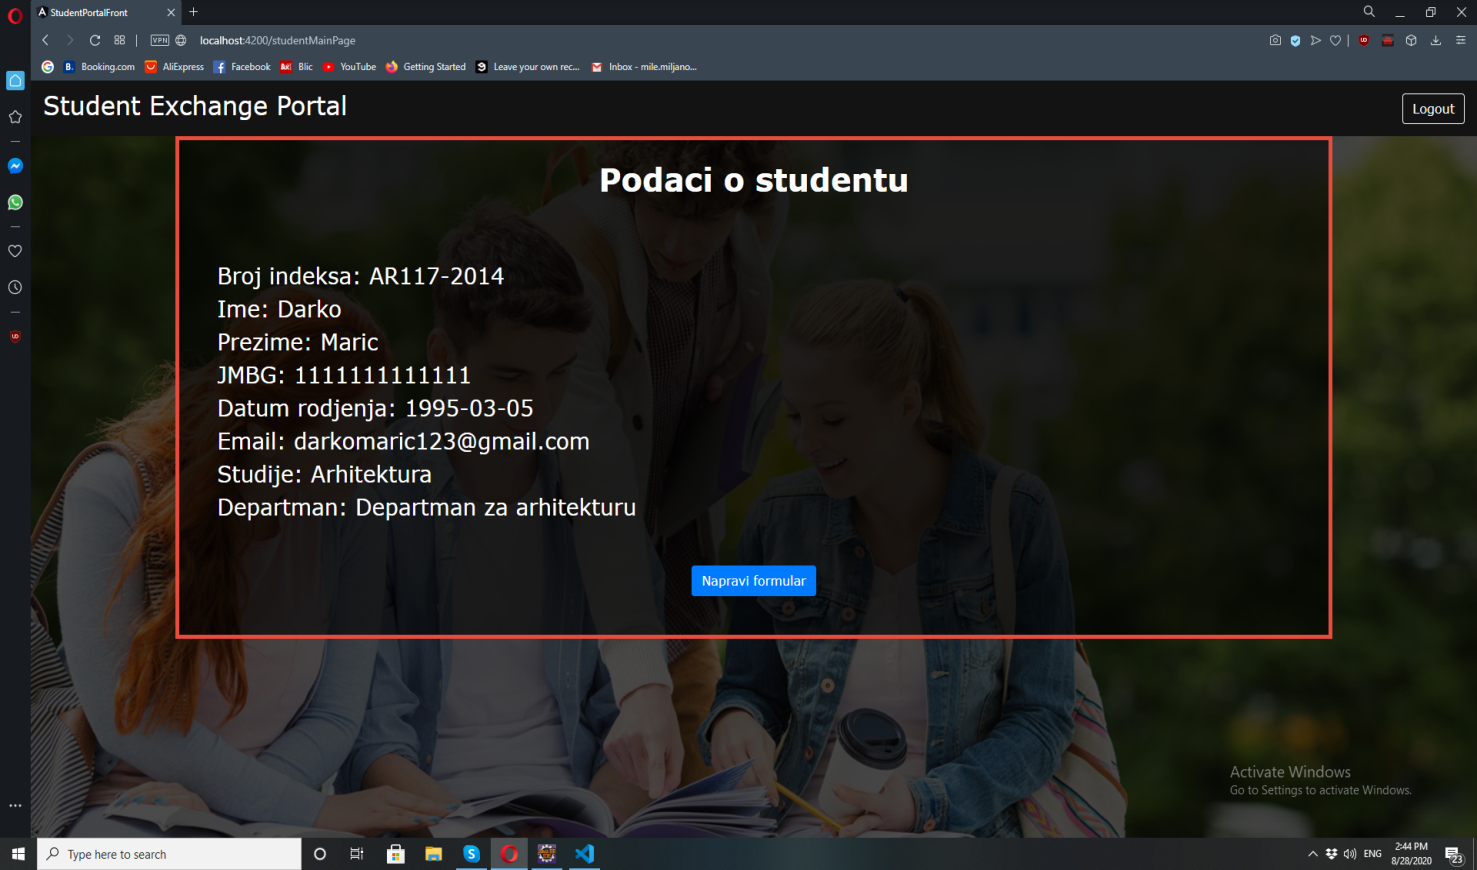 StudentPortalFront
VPN
localhost:4200/studentMainPage
Booking.com
AliExpress
Facebook
Blic
YouTube
Getting Started
Leave your own rec...
Inbox - mile.miljano...
Student Exchange Portal
Logout
Podaci o studentu
Broj indeksa: AR117-2014
Ime: Darko
Prezime: Maric
JMBG: 1111111111111
Datum rodjenja: 1995-03-05
Email: darkomaric123@gmail.com
Studije: Arhitektura
Departman: Departman za arhitekturu
Napravi formular
Activate Windows
Go to Settings to activate Windows.
Type here to search
ENG
2:44 PM
8/28/2020
23